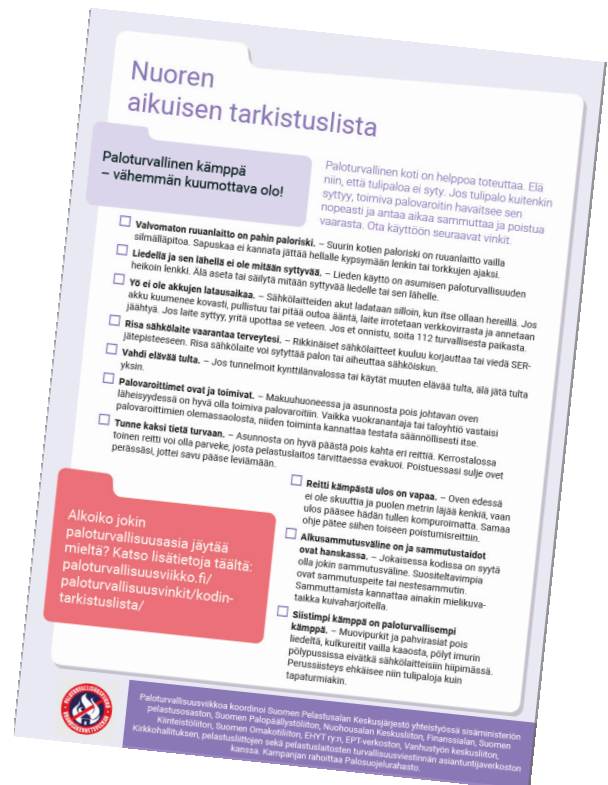 Nuoren
aikuisen tarkistuslista
Paloturvallinen kämppä
– vähemmän kuumottava olo!
Paloturvallinen koti on helppoa toteuttaa. Elä
niin, että tulipaloa ei syty. Jos tulipalo kuitenkin
syttyy, toimiva palovaroitin havaitsee sen
nopeasti ja antaa aikaa sammuttaa ja poistua
vaarasta. Ota käyttöön seuraavat vinkit.
Valvomaton ruuanlaitto on pahin paloriski. – Suurin kotien paloriski on ruuanlaitto vailla
silmälläpitoa. Sapuskaa ei kannata jättää hellalle kypsymään lenkin tai torkkujen ajaksi.
Liedellä ja sen lähellä ei ole mitään syttyvää. – Lieden käyttö on asumisen paloturvallisuuden
heikoin lenkki. Älä aseta tai säilytä mitään syttyvää liedelle tai sen lähelle.
Yö ei ole akkujen latausaikaa. – Sähkölaitteiden akut ladataan silloin, kun itse ollaan hereillä. Jos
akku kuumenee kovasti, pullistuu tai pitää outoa ääntä, laite irrotetaan verkkovirrasta ja annetaan
jäähtyä. Jos laite syttyy, yritä upottaa se veteen. Jos et onnistu, soita 112 turvallisesta paikasta.
Risa sähkölaite vaarantaa terveytesi. – Rikkinäiset sähkölaitteet kuuluu korjauttaa tai viedä SER-
jätepisteeseen. Risa sähkölaite voi sytyttää palon tai aiheuttaa sähköiskun.
Vahdi elävää tulta. – Jos tunnelmoit kynttilänvalossa tai käytät muuten elävää tulta, älä jätä tulta
yksin.
Palovaroittimet ovat ja toimivat. – Makuuhuoneessa ja asunnosta pois johtavan oven
läheisyydessä on hyvä olla toimiva palovaroitin. Vaikka vuokranantaja tai taloyhtiö vastaisi
palovaroittimien olemassaolosta, niiden toiminta kannattaa testata säännöllisesti itse.
Tunne kaksi tietä turvaan. – Asunnosta on hyvä päästä pois kahta eri reittiä. Kerrostalossa
toinen reitti voi olla parveke, josta pelastuslaitos tarvittaessa evakuoi. Poistuessasi sulje ovet
perässäsi, jottei savu pääse leviämään.
Reitti kämpästä ulos on vapaa. – Oven edessä
ei ole skuuttia ja puolen metrin läjää kenkiä, vaan
ulos pääsee hädän tullen kompuroimatta. Samaa
ohje pätee siihen toiseen poistumisreittiin.
Alkusammutusväline on ja sammutustaidot
ovat hanskassa. – Jokaisessa kodissa on syytä
olla jokin sammutusväline. Suositeltavimpia
ovat sammutuspeite tai nestesammutin.
Sammuttamista kannattaa ainakin mielikuva-
taikka kuivaharjoitella.
Siistimpi kämppä on paloturvallisempi
kämppä. – Muovipurkit ja pahvirasiat pois
liedeltä, kulkureitit vailla kaaosta, pölyt imurin
pölypussissa eivätkä sähkölaitteisiin hiipimässä.
Perussiisteys ehkäisee niin tulipaloja kuin
tapaturmiakin.
Alkoiko jokin
paloturvallisuusasia jäytää
mieltä? Katso lisätietoja täältä:
paloturvallisuusviikko.fi/
paloturvallisuusvinkit/kodin-
tarkistuslista/
PALOTURVALLISUUSVIIKKO
BRANDSÄKERHETSVECKAN
Paloturvallisuusviikkoa koordinoi Suomen Pelastusalan Keskusjärjestö yhteistyössä sisäministeriön
pelastusosaston, Suomen Palopäällystöliiton, Nuohousalan Keskusliiton, Finanssialan, Suomen
Kiinteistöliiton, Suomen Omakotiliiton, EHYT ry:n, EPT-verkoston, Vanhustyön keskusliiton,
Kirkkohallituksen, pelastusliittojen sekä pelastuslaitosten turvallisuusviestinnän asiantuntijaverkoston
kanssa. Kampanjan rahoittaa Palosuojelurahasto.